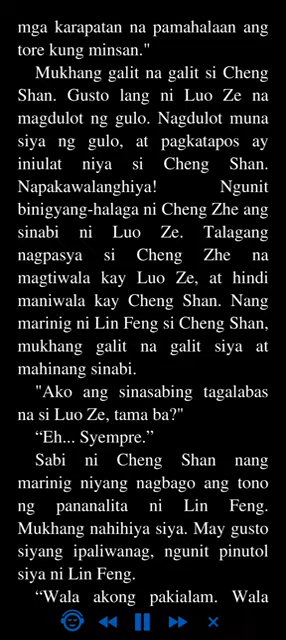 mga karapatan na pamahalaan ang
tore kung minsan."
Mukhang galit na galit si Cheng
Shan. Gusto lang ni Luo Ze na
magdulot ng gulo. Nagdulot muna
siya ng gulo, at pagkatapos ay
iniulat niya si Cheng Shan.
Napakawalanghiya! Ngunit
binigyang-halaga ni Cheng Zhe ang
sinabi ni Luo Ze. Talagang
nagpasya si Cheng Zhe na
magtiwala kay Luo Ze, at hindi
maniwala kay Cheng Shan. Nang
marinig ni Lin Feng si Cheng Shan,
mukhang galit na galit siya at
mahinang sinabi.
"Ako ang sinasabing tagalabas
na si Luo Ze, tama ba?"
“Eh... Syempre.”
Sabi ni Cheng Shan nang
marinig niyang nagbago ang tono
ng pananalita ni Lin Feng.
Mukhang nahihiya siya. May gusto
siyang ipaliwanag, ngunit pinutol
siya ni Lin Feng.
“Wala akong pakialam. Wala